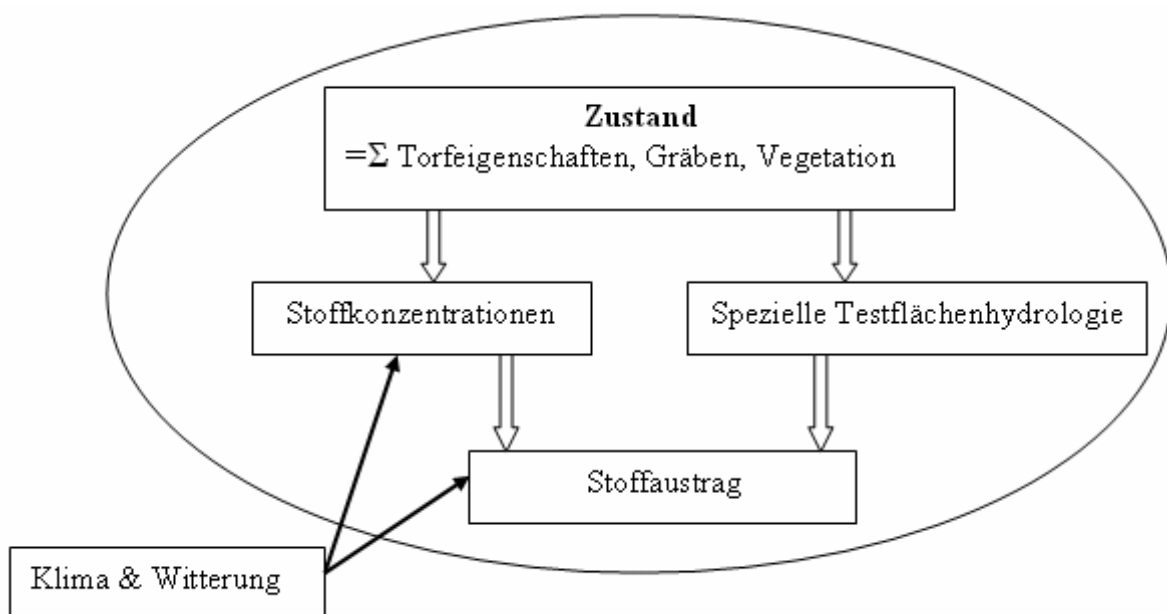 Zustand
=Σ Torfeigenschaften, Gräben, Vegetation
Stoffkonzentrationen
Spezielle Testflächenhydrologie
Stoffaustrag
Klima & Witterung